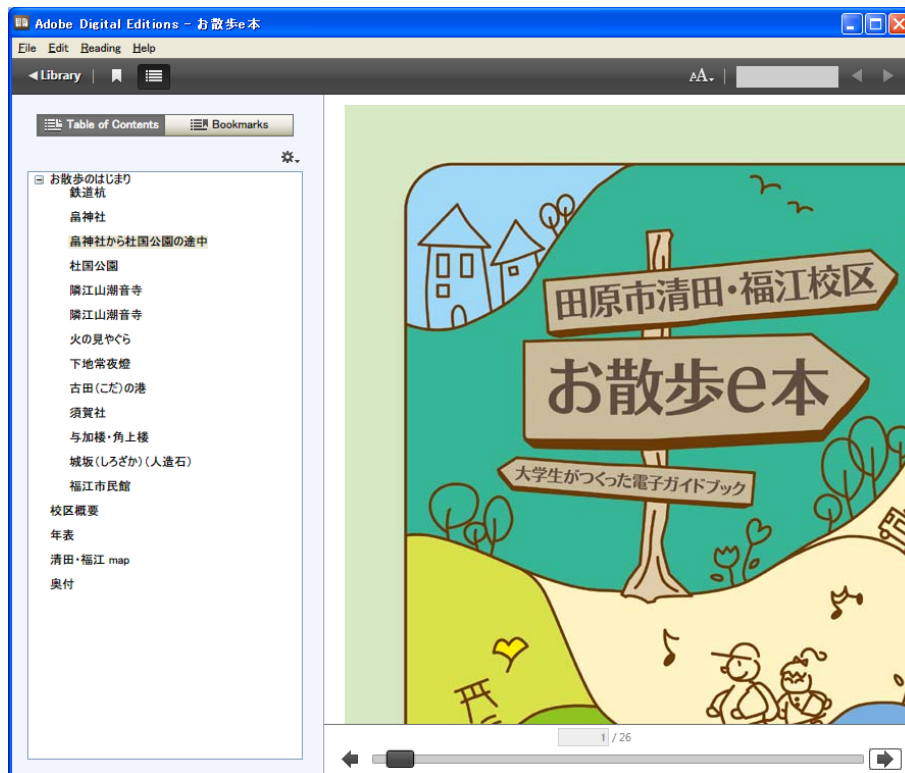 Adobe Digital Editions - お散歩e本
File Edit Reading Help
Library
AA
Table of Contents Bookmarks
お散歩のはじまり
鉄道杭
畠神社
畠神社から杜国公園の途中
杜国公園
隣江山潮音寺
隣江山潮音寺
火の見やぐら
下地常夜燈
古田(こだ)の港
須賀社
与加楼・角上楼
城坂(しろざか)(人造石)
福江市民館
校区概要
年表
清田・福江 map
奥付
田原市清田・福江校区
お散歩e本
大学生がつくった電子ガイドブック
1 / 26